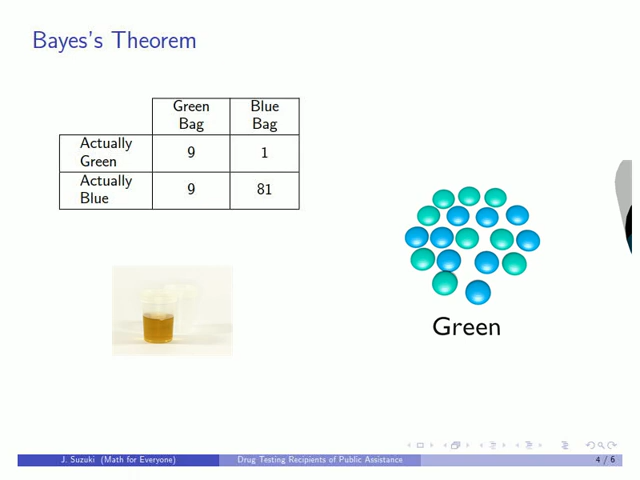 Bayes's Theorem
Green Blue
Bag Bag
Actually
Green 9 1
Actually
Blue 9 81
Green
J. Suzuki (Math for Everyone) Drug Testing Recipients of Public Assistance 4 / 6